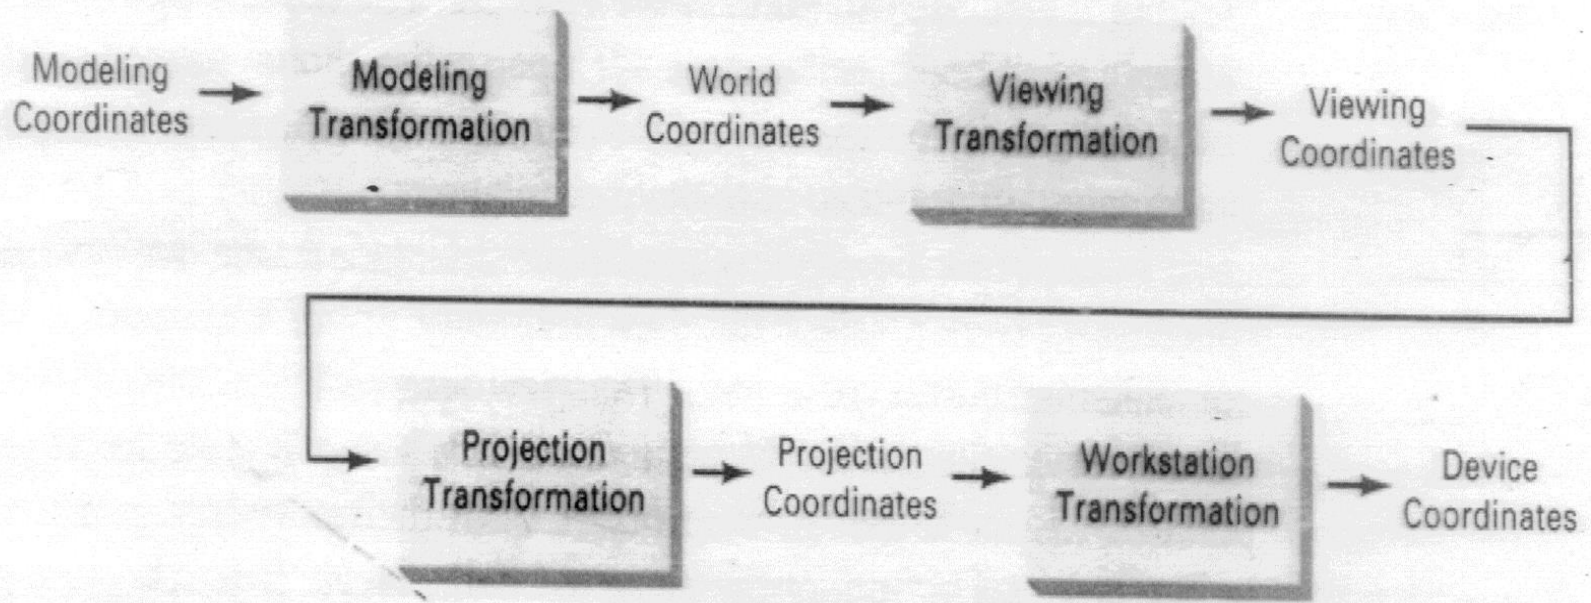 Modeling
Coordinates
Modeling
Transformation
World
Coordinates
Viewing
Transformation
Viewing
Coordinates
Projection
Transformation
Projection
Coordinates
Workstation
Transformation
Device
Coordinates